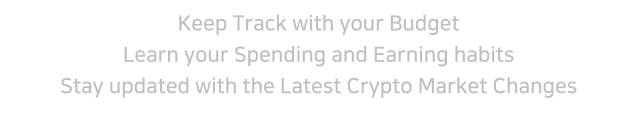 Keep Track with your Budget
Learn your Spending and Earning habits
Stay updated with the Latest Crypto Market Changes